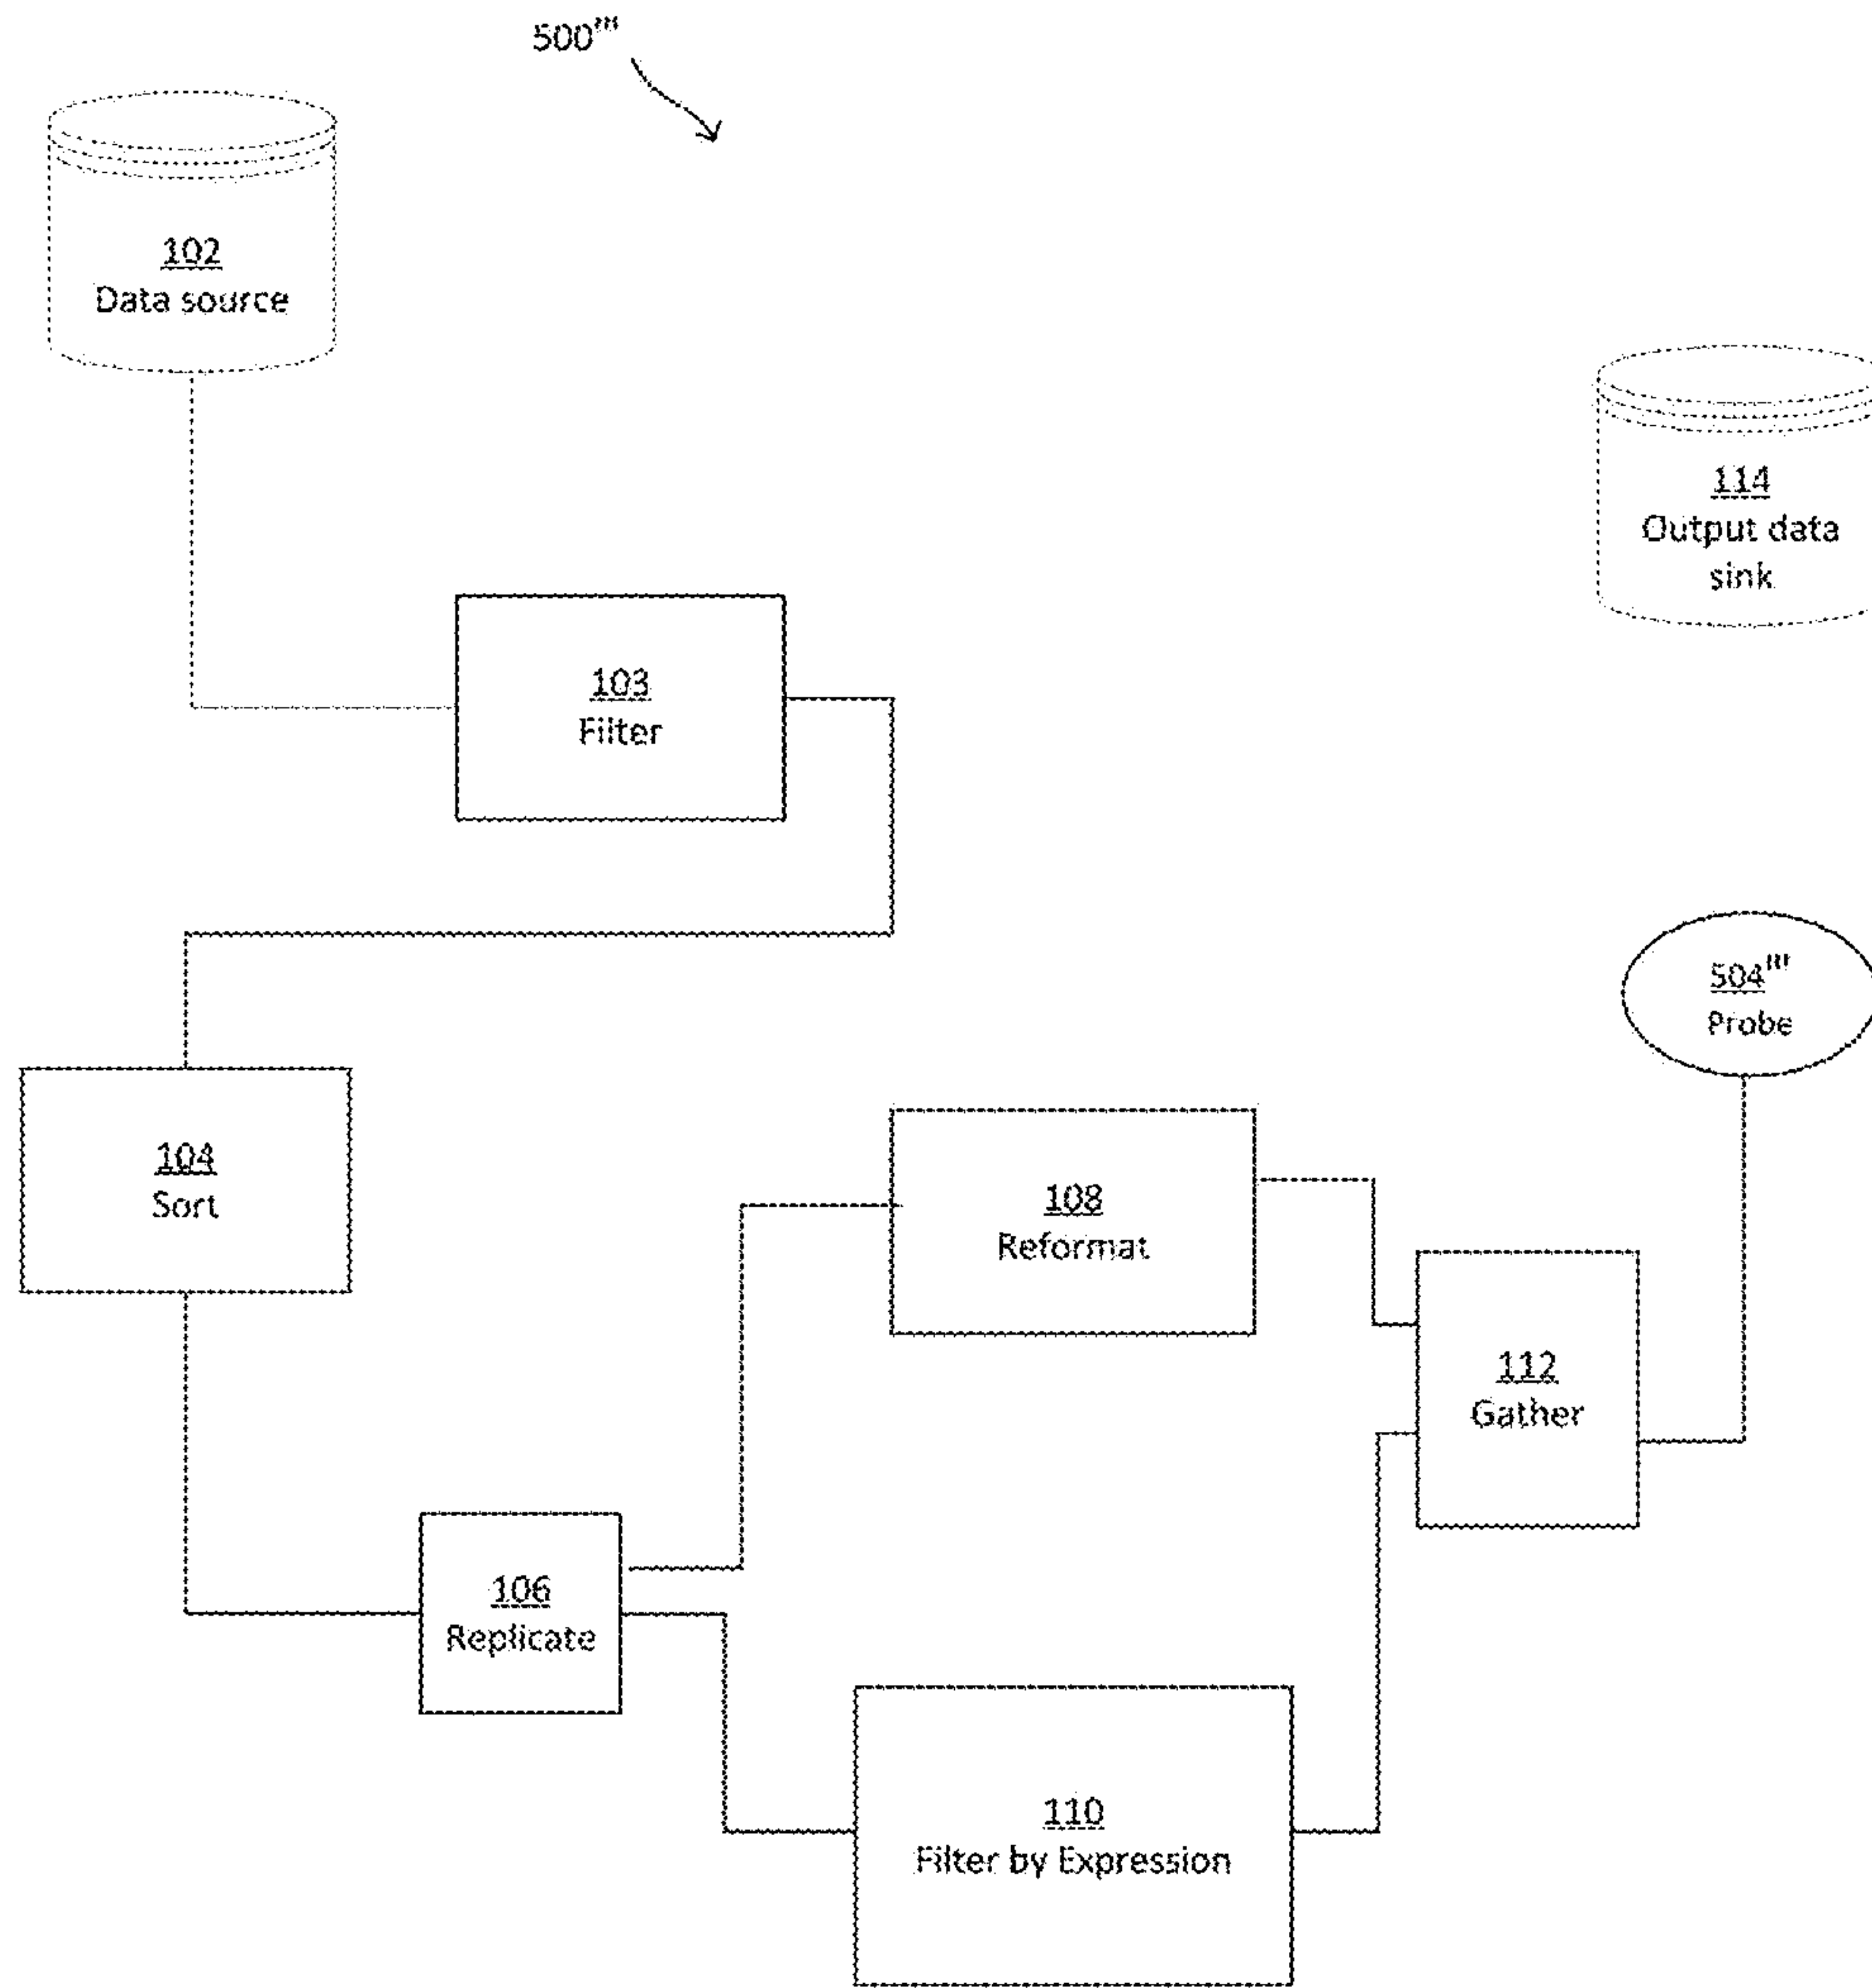 500'''
102
Data source
114
Output data
sink
103
Filter
504'''
Probe
104
Sort
108
Reformat
112
Gather
106
Replicate
110
Filter by Expression